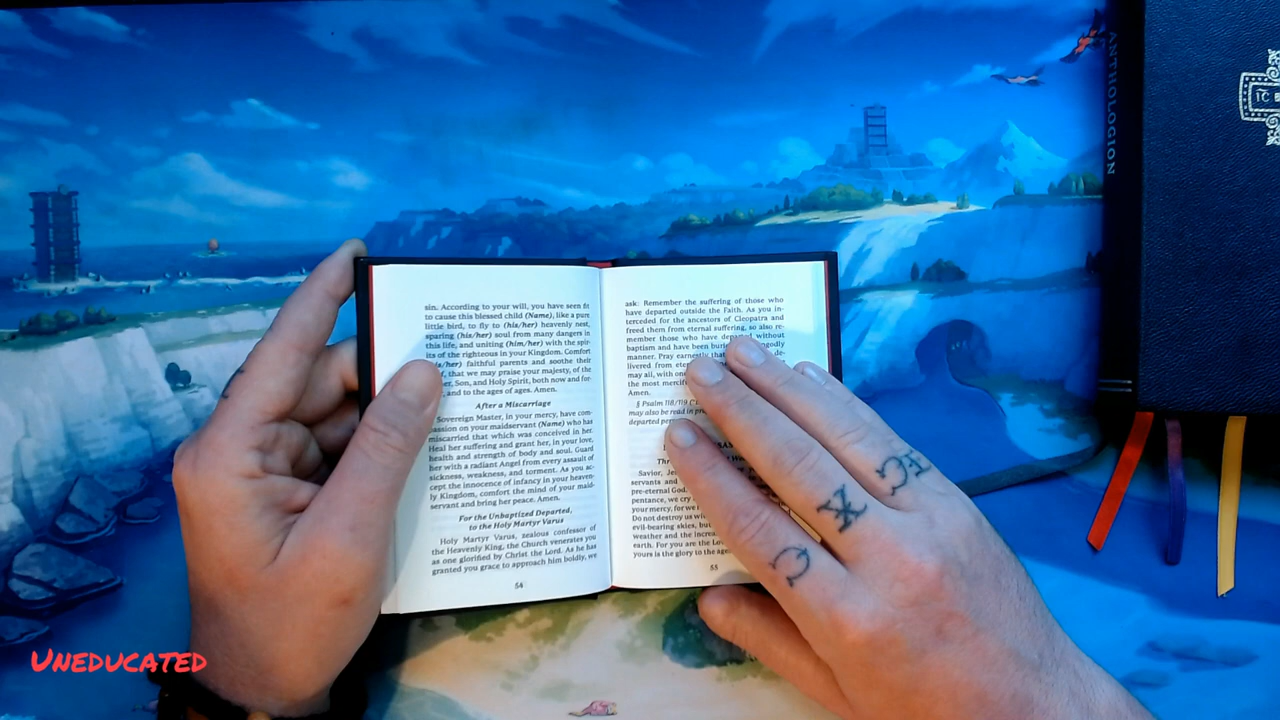 sin. According to your will, you have seen fit
to cause this blessed child (Name), like a pun
little bird, to fly to (his/her) heavenly nest,
sparing (his/her) soul from many dangers in
this life, and uniting (him/her) with the spir-
its of the righteous in your Kingdom. Comfort
faithful parents and soothe their
that we may praise your majesty, of the
Son, and Holy Spirit, both now and for-
and to the ages of ages. Amen.
After a Miscarriage
Sovereign Master, in your mercy, have com-
passion on your maidservant (Name) who has
miscarried that which was conceived in her.
Heal her suffering and grant her, in your love,
health and strength of body and soul. Guard
her with a radiant Angel from every assault of
sickness, weakness, and torment. As you ac-
cept the innocence of infancy in your heaven-
ly Kingdom, comfort the mind of your maid-
servant and bring her peace. Amen.
For the Unbaptized Departed,
to the Holy Martyr Varus
Holy Martyr Varus, zealous confessor of
the Heavenly King, the Church venerates you
as one glorified by Christ the Lord. As he has
granted you grace to approach him boldly, we
54
ask: Remember the suffering of those who
have departed outside the Faith. As you in-
terceded for the ancestors of Cleopatra and
freed them from eternal suffering, so also re-
member those who have departed without
baptism and have been buried
manner. Pray earnestly that de-
livered from
may all, with one
the most
Amen.
§ Psalm 118/119
may also be read in
departed
Savior,
servants and
pre-eternal God.
pentance, we cry
your mercy, for we
Do not destroy us
evil-bearing skies, but
weather and the
earth. For you are the
yours is the glory to the
55
ANTHOLOGION
IC
IC
X
C
UNEDUCATED